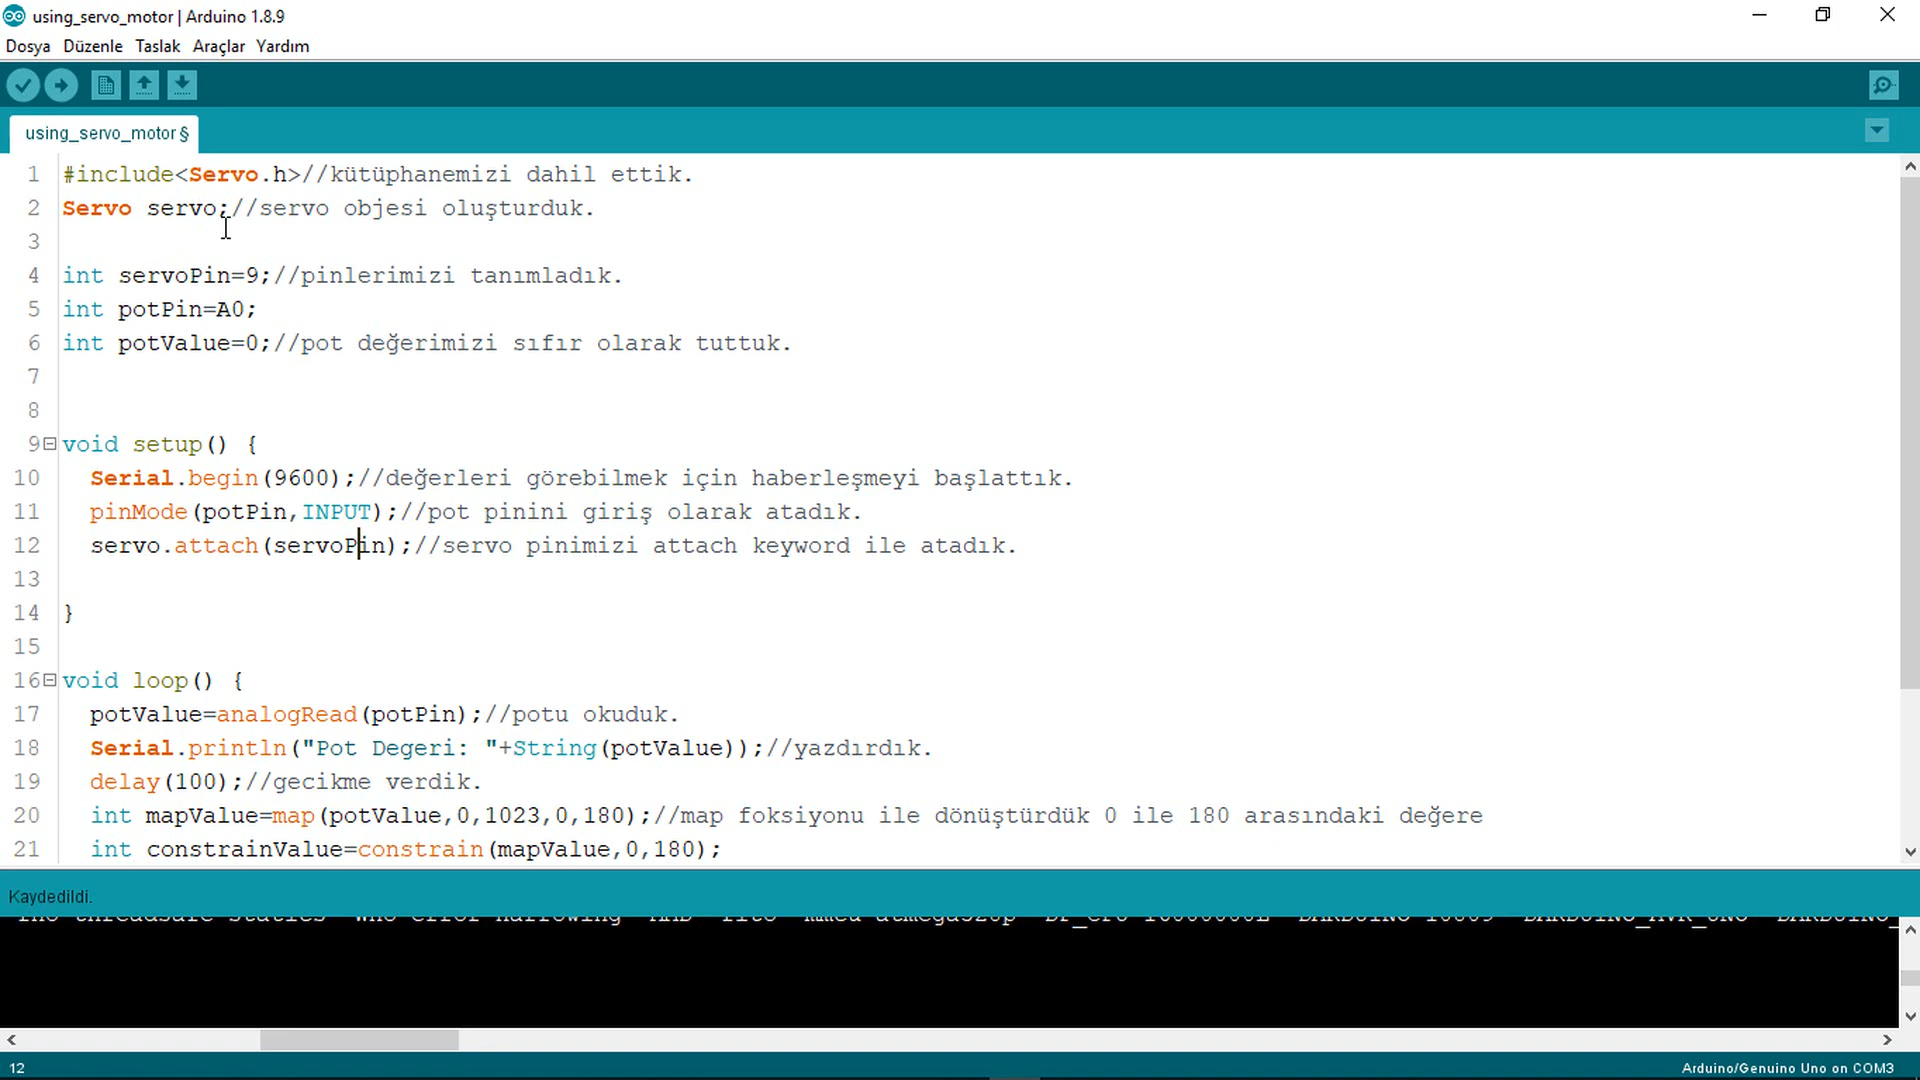 using_servo_motor | Arduino 1.8.9
Dosya Düzenle Taslak Araçlar Yardım
using_servo_motor §
1 #include<Servo.h>//kütüphanemizi dahil ettik.
2 Servo servo;//servo objesi oluşturduk.
3
4 int servoPin=9;//pinlerimizi tanımladık.
5 int potPin=A0;
6 int potValue=0;//pot değerimizi sıfır olarak tuttuk.
7
8
9 void setup() {
10 Serial.begin(9600);//değerleri görebilmek için haberleşmeyi başlattık.
11 pinMode(potPin,INPUT);//pot pinini giriş olarak atadık.
12 servo.attach(servoPin);//servo pinimizi attach keyword ile atadık.
13
14 }
15
16 void loop() {
17 potValue=analogRead(potPin);//potu okuduk.
18 Serial.println("Pot Degeri: "+String(potValue));//yazdırdık.
19 delay(100);//gecikme verdik.
20 int mapValue=map(potValue,0,1023,0,180);//map foksiyonu ile dönüştürdük 0 ile 180 arasındaki değere
21 int constrainValue=constrain(mapValue,0,180);
Kaydedildi.
12
Arduino/Genuino Uno on COM3